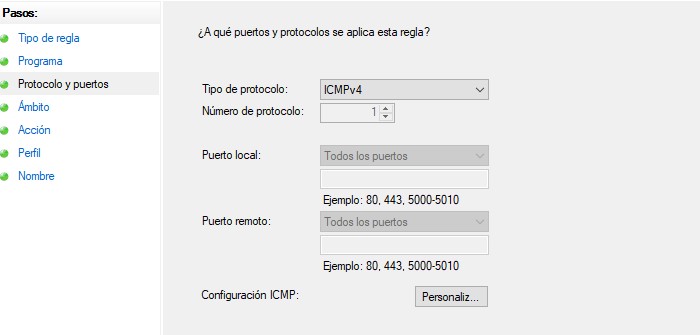 Pasos:
Tipo de regla
Programa
Protocolo y puertos
Ámbito
Acción
Perfil
Nombre
¿A qué puertos y protocolos se aplica esta regla?
Tipo de protocolo: ICMPv4
Número de protocolo: 1
Puerto local: Todos los puertos
Ejemplo: 80, 443, 5000-5010
Puerto remoto: Todos los puertos
Ejemplo: 80, 443, 5000-5010
Configuración ICMP: Personaliz...